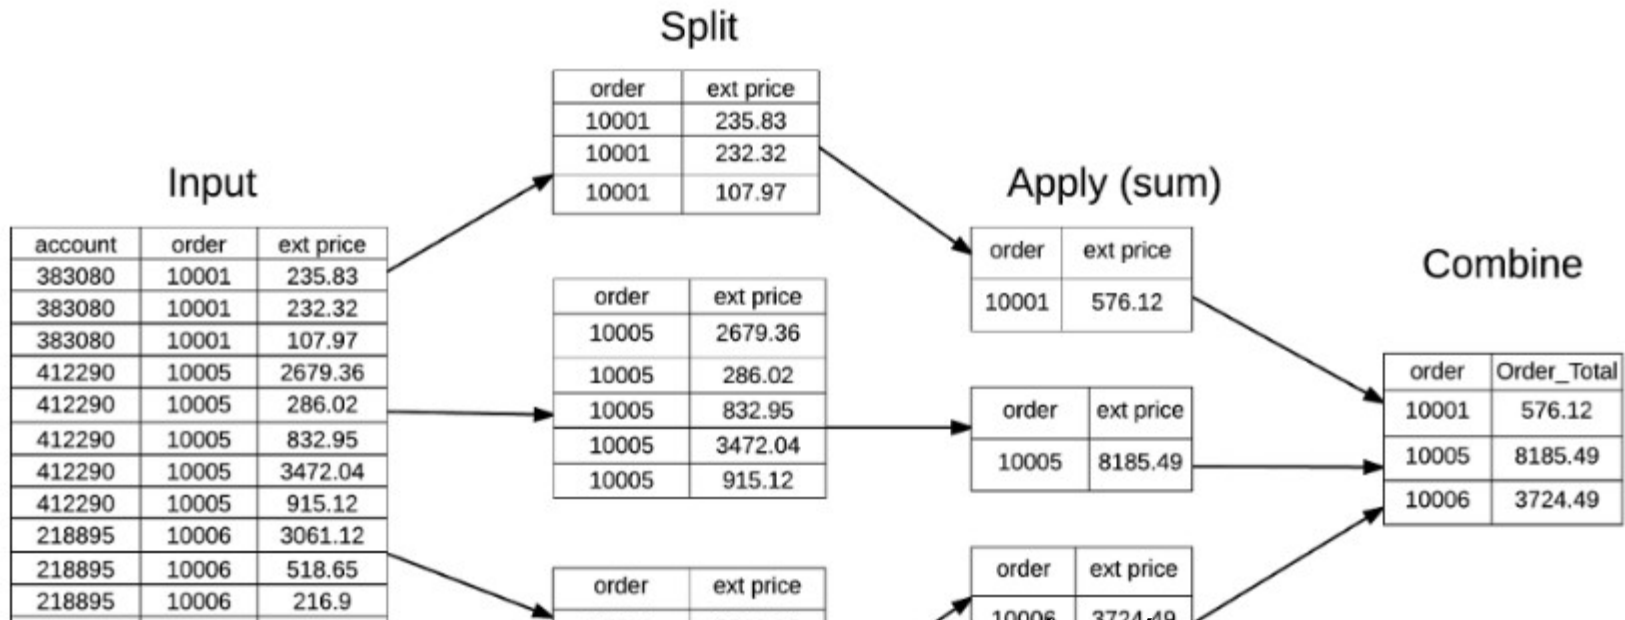 Split
order ext price
10001 235.83
10001 232.32
10001 107.97
Input
account order ext price
383080 10001 235.83
383080 10001 232.32
383080 10001 107.97
412290 10005 2679.36
412290 10005 286.02
412290 10005 832.95
412290 10005 3472.04
412290 10005 915.12
218895 10006 3061.12
218895 10006 518.65
218895 10006 216.9
order ext price
10005 2679.36
10005 286.02
10005 832.95
10005 3472.04
10005 915.12
order ext price
Apply (sum)
order ext price
10001 576.12
order ext price
10005 8185.49
order ext price
10006 3724.49
Combine
order Order_Total
10001 576.12
10005 8185.49
10006 3724.49